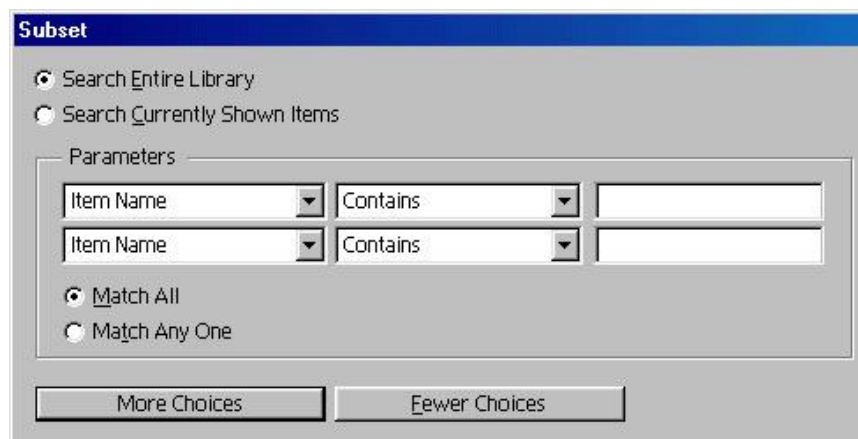 Subset
Search Entire Library
Search Currently Shown Items
Parameters
Item Name Contains
Item Name Contains
Match All
Match Any One
More Choices Fewer Choices